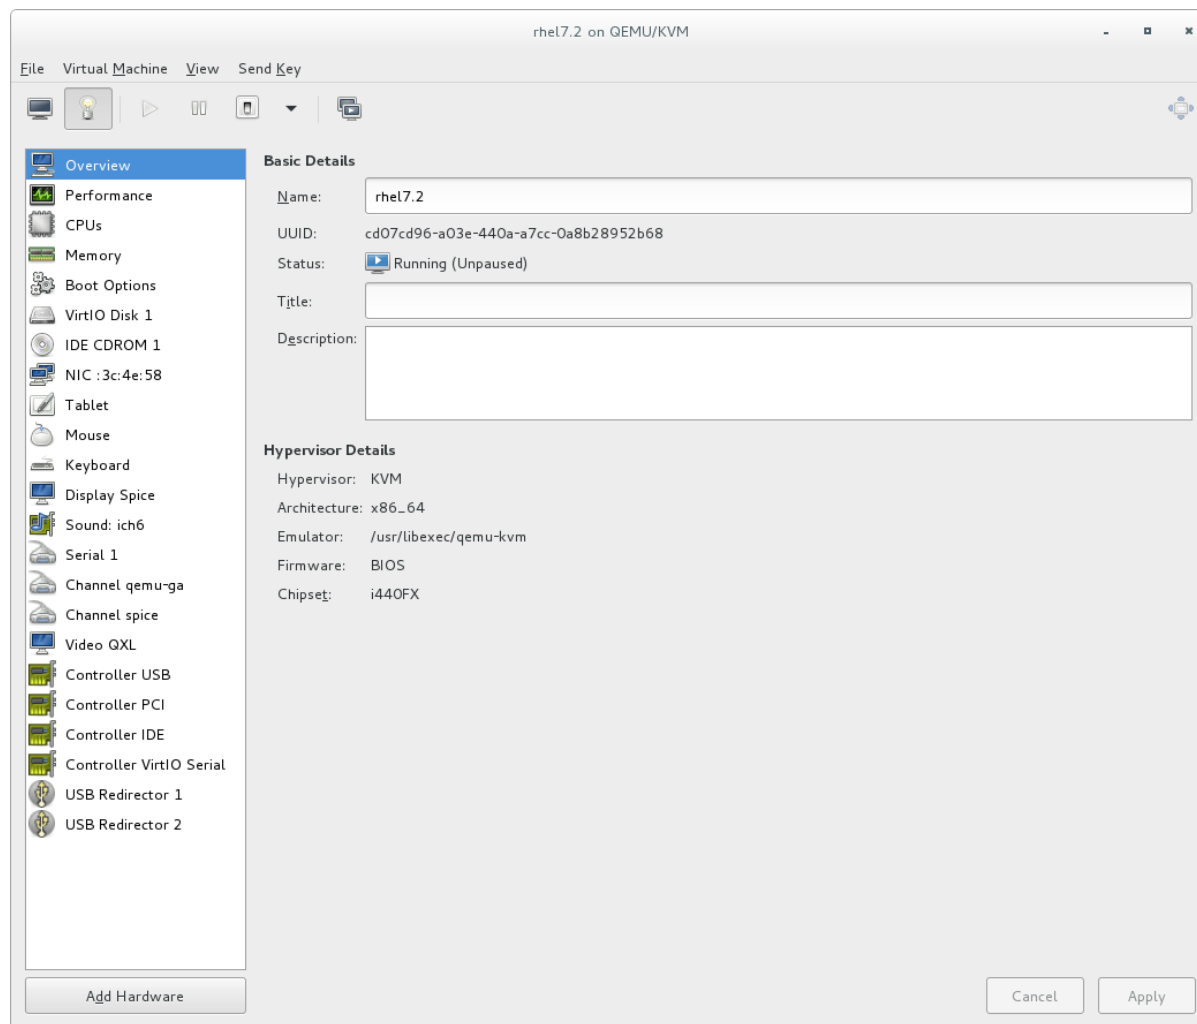 rhel7.2 on QEMU/KVM
File Virtual Machine View Send Key
Overview
Performance
CPUs
Memory
Boot Options
VirtIO Disk 1
IDE CDROM 1
NIC :3c:4e:58
Tablet
Mouse
Keyboard
Display Spice
Sound: ich6
Serial 1
Channel qemu-ga
Channel spice
Video QXL
Controller USB
Controller PCI
Controller IDE
Controller VirtIO Serial
USB Redirector 1
USB Redirector 2
Add Hardware
Basic Details
Name: rhel7.2
UUID: cd07cd96-a03e-440a-a7cc-0a8b28952b68
Status: Running (Unpaused)
Title:
Description:
Hypervisor Details
Hypervisor: KVM
Architecture: x86_64
Emulator: /usr/libexec/qemu-kvm
Firmware: BIOS
Chipset: i440FX
Cancel Apply